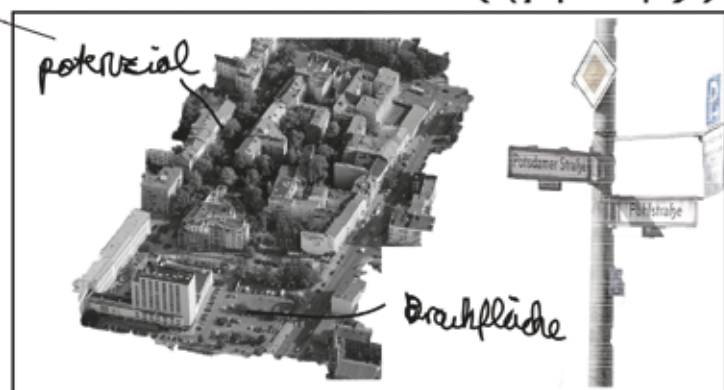 potenzial
Potsdamer Straße
Pohlstraße
Brachfläche